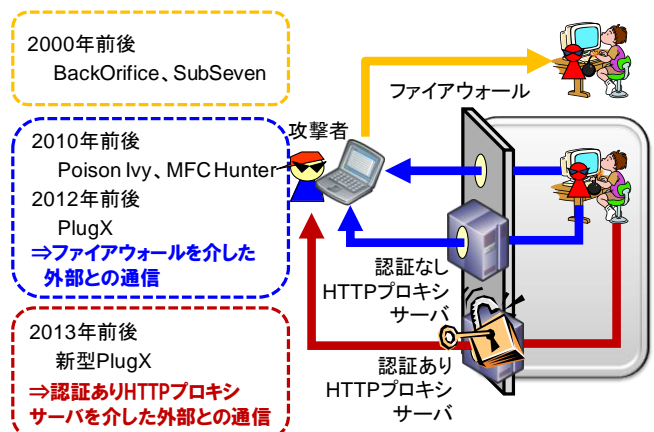 2000年前後
BackOrifice、SubSeven
2010年前後
Poison Ivy、MFC Hunter
2012年前後
PlugX
⇒ファイアウォールを介した
外部との通信
2013年前後
新型PlugX
⇒認証ありHTTPプロキシ
サーバを介した外部との通信
攻撃者
ファイアウォール
認証なし
HTTPプロキシ
サーバ
認証あり
HTTPプロキシ
サーバ